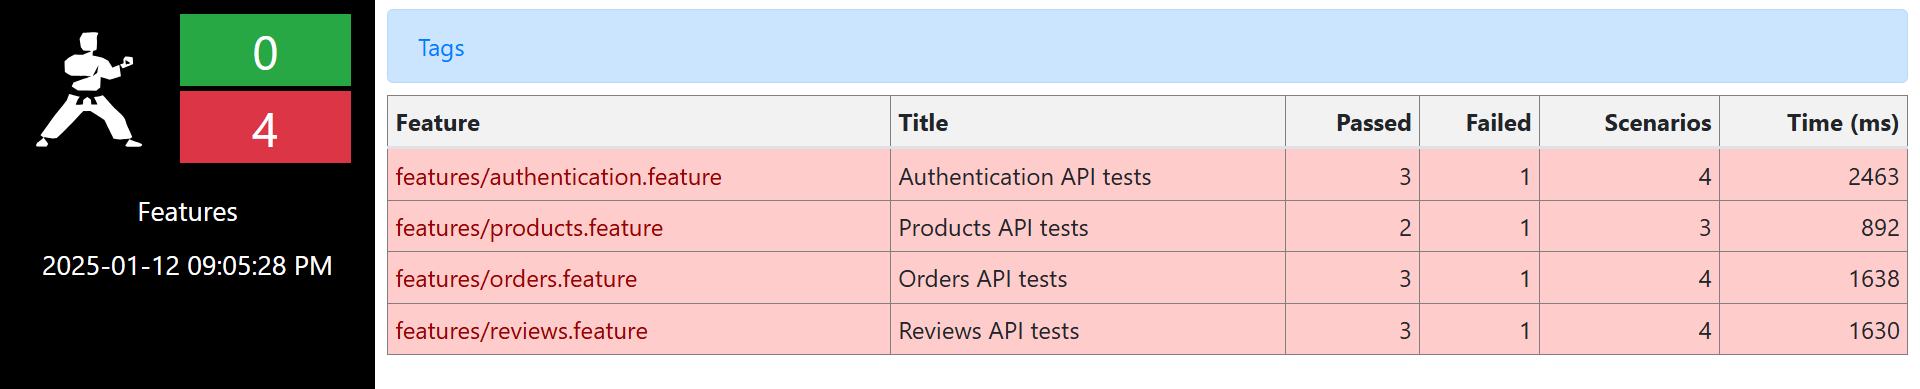 0
4
Features
2025-01-12 09:05:28 PM
Tags
Feature Title Passed Failed Scenarios Time (ms)
features/authentication.feature Authentication API tests 3 1 4 2463
features/products.feature Products API tests 2 1 3 892
features/orders.feature Orders API tests 3 1 4 1638
features/reviews.feature Reviews API tests 3 1 4 1630